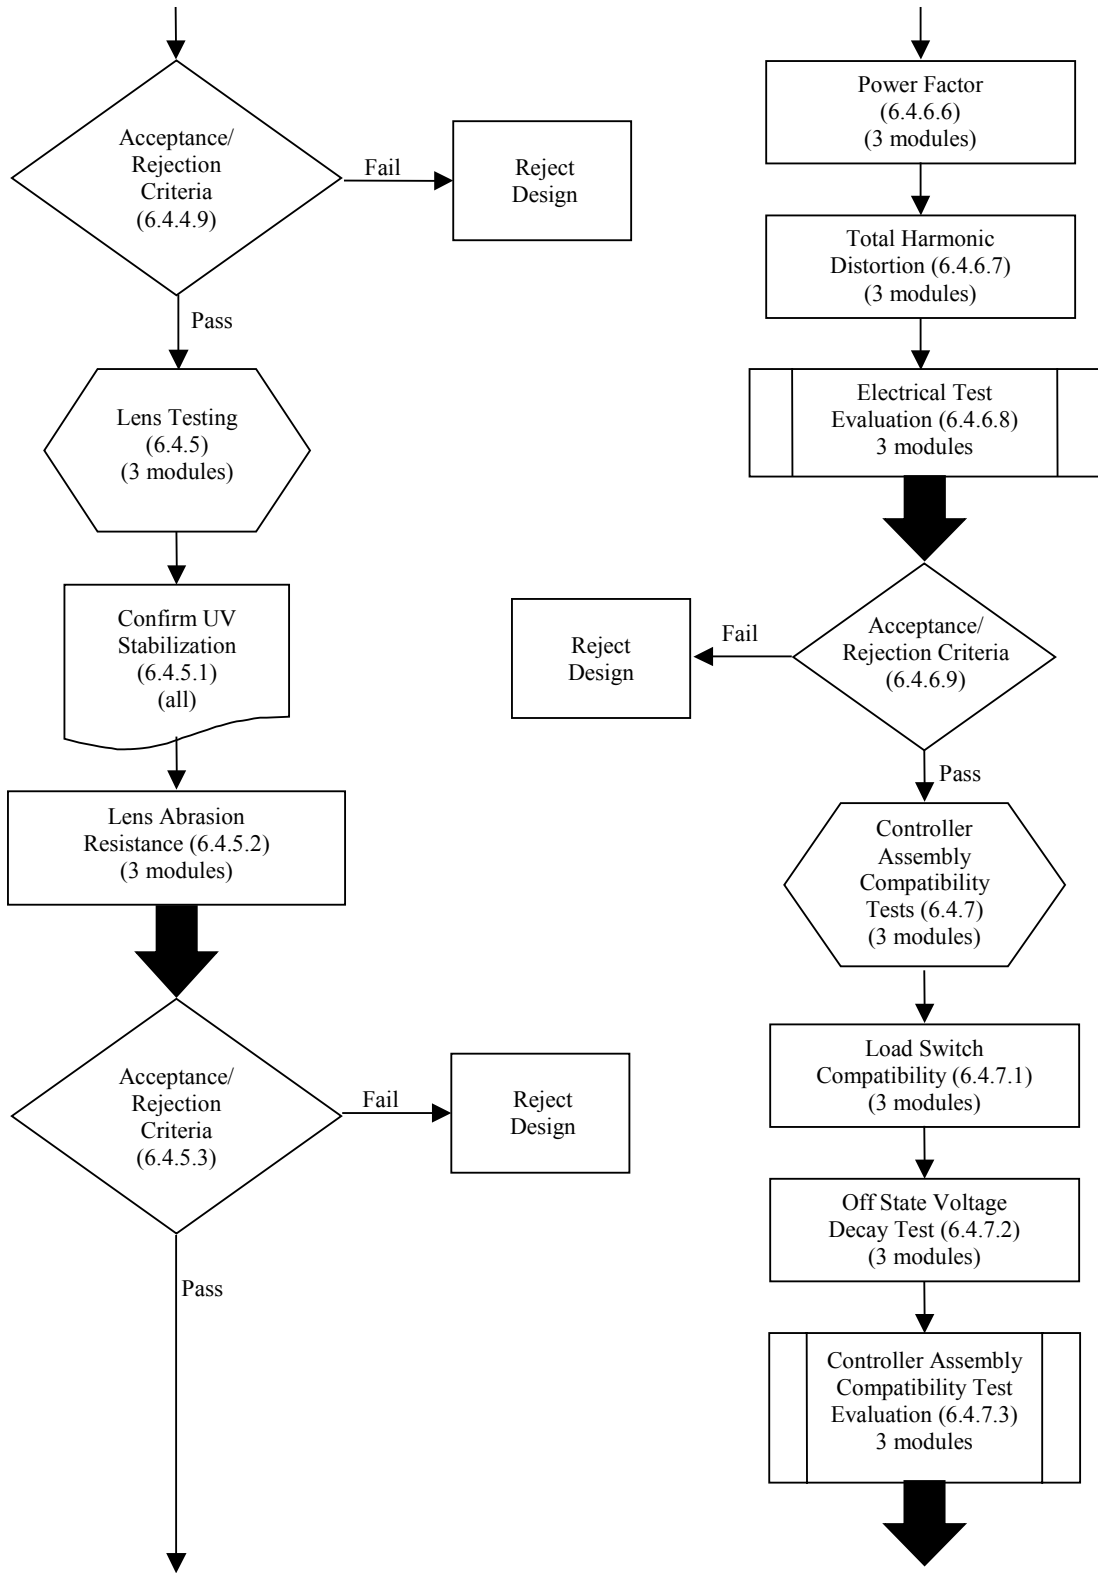 Acceptance/
Rejection
Criteria
(6.4.4.9)
Fail
Reject
Design
Pass
Lens Testing
(6.4.5)
(3 modules)
Confirm UV
Stabilization
(6.4.5.1)
(all)
Lens Abrasion
Resistance (6.4.5.2)
(3 modules)
Acceptance/
Rejection
Criteria
(6.4.5.3)
Fail
Reject
Design
Pass
Power Factor
(6.4.6.6)
(3 modules)
Total Harmonic
Distortion (6.4.6.7)
(3 modules)
Electrical Test
Evaluation (6.4.6.8)
3 modules
Acceptance/
Rejection Criteria
(6.4.6.9)
Fail
Reject
Design
Pass
Controller
Assembly
Compatibility
Tests (6.4.7)
(3 modules)
Load Switch
Compatibility (6.4.7.1)
(3 modules)
Off State Voltage
Decay Test (6.4.7.2)
(3 modules)
Controller Assembly
Compatibility Test
Evaluation (6.4.7.3)
3 modules